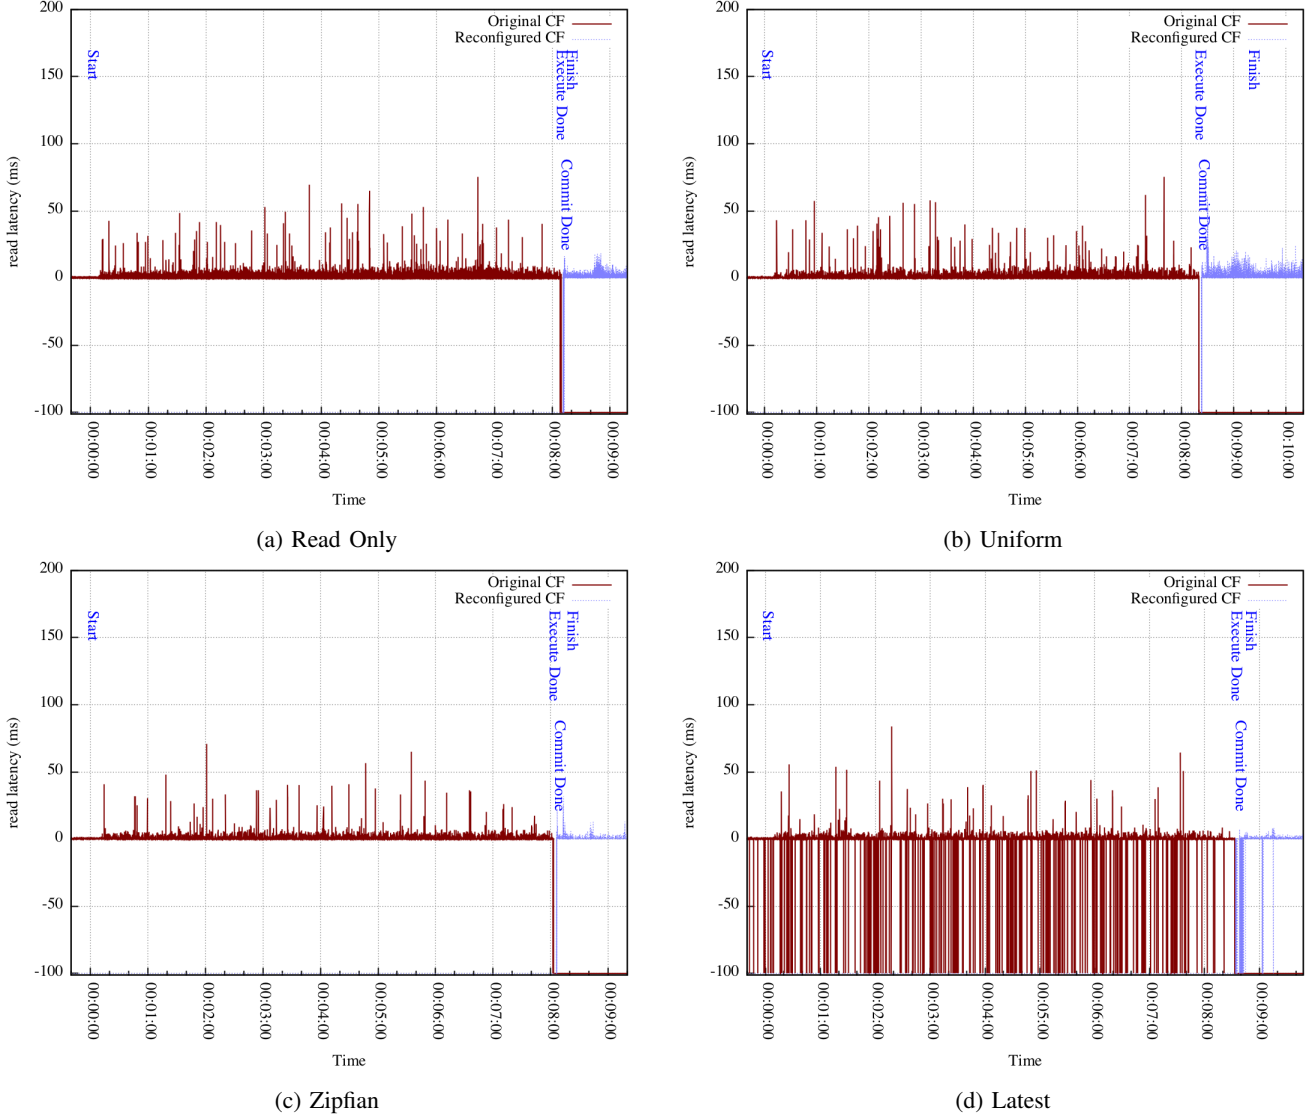 200
150
100
50
0
-50
-100
read latency (ms)
Original CF
Reconfigured CF
Start
Execute Done
Finish
Commit Done
00:00:00
00:01:00
00:02:00
00:03:00
00:04:00
00:05:00
00:06:00
00:07:00
00:08:00
00:09:00
Time
(a) Read Only
200
150
100
50
0
-50
-100
read latency (ms)
Original CF
Reconfigured CF
Start
Execute Done
Finish
Commit Done
00:00:00
00:01:00
00:02:00
00:03:00
00:04:00
00:05:00
00:06:00
00:07:00
00:08:00
00:09:00
00:10:00
Time
(b) Uniform
200
150
100
50
0
-50
-100
read latency (ms)
Original CF
Reconfigured CF
Start
Execute Done
Finish
Commit Done
00:00:00
00:01:00
00:02:00
00:03:00
00:04:00
00:05:00
00:06:00
00:07:00
00:08:00
00:09:00
Time
(c) Zipfian
200
150
100
50
0
-50
-100
read latency (ms)
Original CF
Reconfigured CF
Start
Execute Done
Finish
Commit Done
00:00:00
00:01:00
00:02:00
00:03:00
00:04:00
00:05:00
00:06:00
00:07:00
00:08:00
00:09:00
Time
(d) Latest